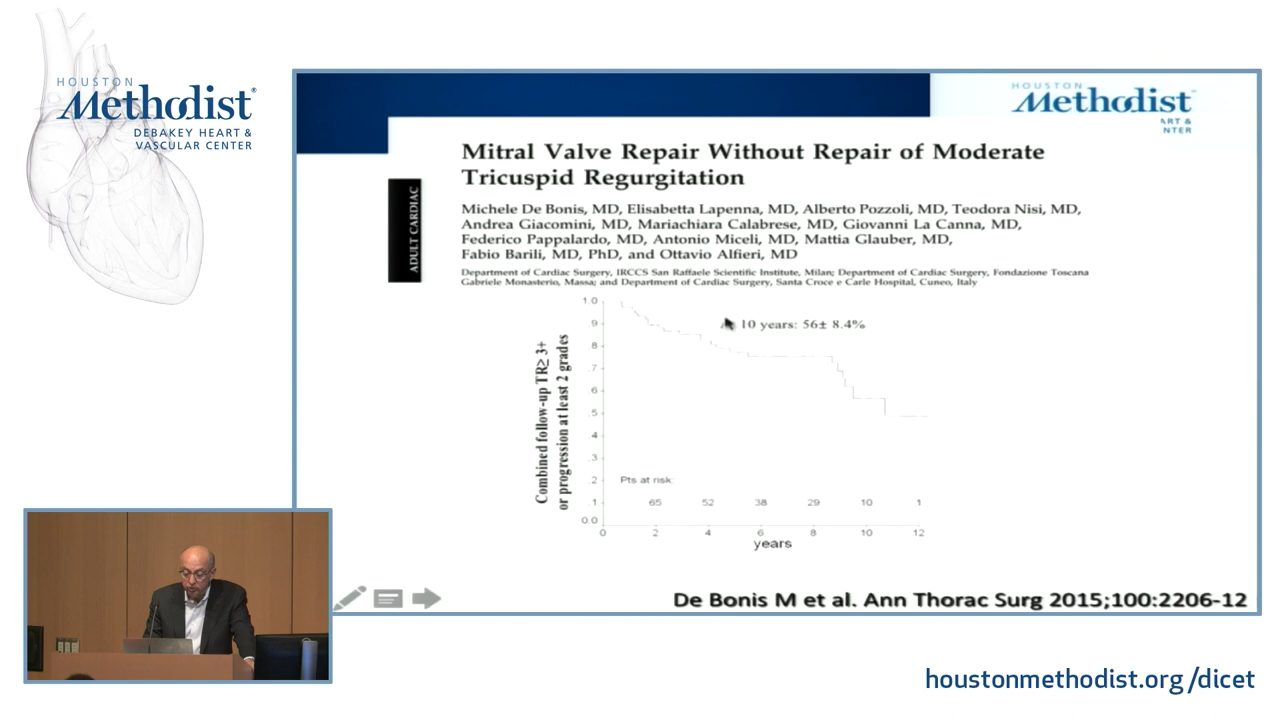 HOUSTON
Methodist
DEBAKEY HEART &
VASCULAR CENTER
HOUSTON
Methodist
ART &
NTER
Mitral Valve Repair Without Repair of Moderate
Tricuspid Regurgitation
ADULT CARDIAC
Michele De Bonis, MD, Elisabetta Lapenna, MD, Alberto Pozzoli, MD, Teodora Nisi, MD,
Andrea Giacomini, MD, Mariachiara Calabrese, MD, Giovanni La Canna, MD,
Federico Pappalardo, MD, Antonio Miceli, MD, Mattia Glauber, MD,
Fabio Barili, MD, PhD, and Ottavio Alfieri, MD
Department of Cardiac Surgery, IRCCS San Raffaele Scientific Institute, Milan; Department of Cardiac Surgery, Fondazione Toscana
Gabriele Monasterio, Massa; and Department of Cardiac Surgery, Santa Croce e Carle Hospital, Cuneo, Italy
Combined follow-up TR≥ 3+
or progression at least 2 grades
1.0
.9
.8
.7
.6
.5
.4
.3
.2
.1
0.0
10 years: 56± 8.4%
Pts at risk:
65 52 38 29 10 1
0 2 4 6 8 10 12
years
De Bonis M et al. Ann Thorac Surg 2015;100:2206-12
houstonmethodist.org/dicet